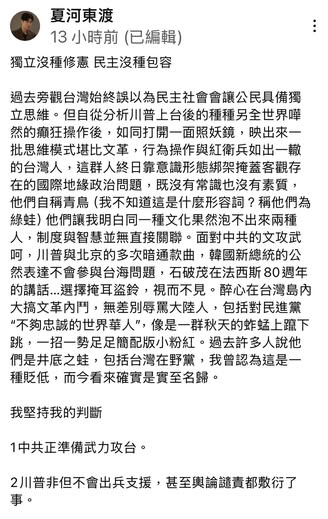 夏河東渡
13 小時前 (已編輯)
獨立沒種修憲 民主沒種包容
過去旁觀台灣始終誤以為民主社會會讓公民具備獨
立思維。但自從分析川普上台後的種種另全世界嘩
然的癲狂操作後，如同打開一面照妖鏡，映出來一
批思維模式堪比文革，行為操作與紅衛兵如出一轍
的台灣人，這群人終日靠意識形態綁架掩蓋客觀存
在的國際地緣政治問題，既沒有常識也沒有素質，
他們自稱青鳥 (我不知道這是什麼形容詞？稱他們為
綠蛙) 他們讓我明白同一種文化果然泡不出來兩種
人，制度與智慧並無直接關聯。面對中共的文攻武
呵，川普與北京的多次暗通款曲，韓國新總統的公
然表達不會參與台海問題，石破茂在法西斯 80 週年
的講話...選擇掩耳盜鈴，視而不見。醉心在台灣島內
大搞文革內鬥，無差別辱罵大陸人，包括對民進黨
“不夠忠誠的世界華人”，像是一群秋天的蚱蜢上躥下
跳，一招一勢足足簡配版小粉紅。過去許多人說他
們是井底之蛙，包括台灣在野黨，我曾認為這是一
種貶低，而今看來確實是實至名歸。
我堅持我的判斷
1中共正準備武力攻台。
2川普非但不會出兵支援，甚至輿論譴責都敷衍了
事。